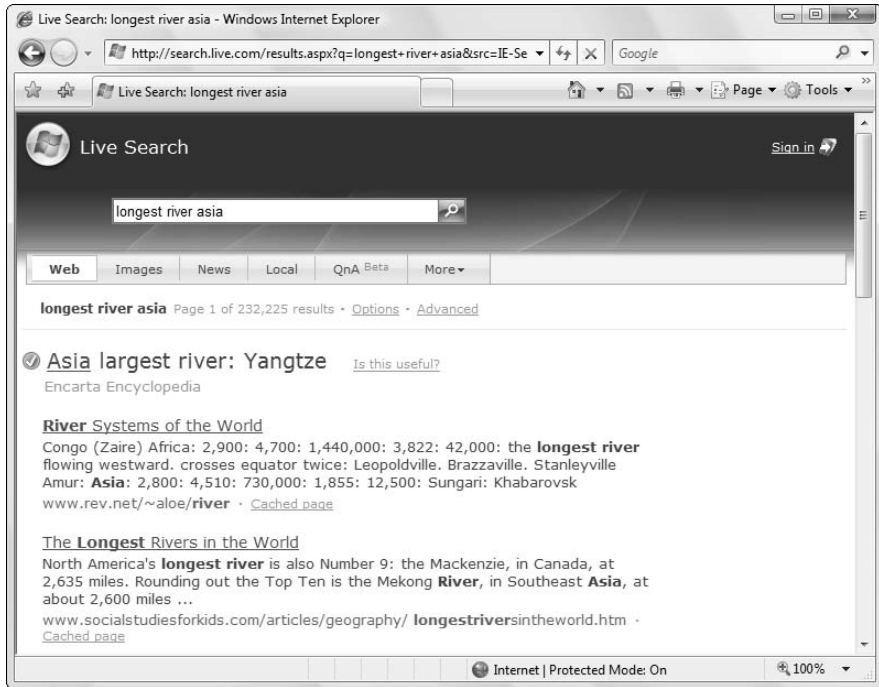 Live Search: longest river asia - Windows Internet Explorer
http://search.live.com/results.aspx?q=longest+river+asia&src=IE-Se
Google
Live Search: longest river asia
Page
Tools
Live Search
Sign in
longest river asia
Web Images News Local QnA Beta More
longest river asia Page 1 of 232,225 results · Options · Advanced
Asia largest river: Yangtze Is this useful?
Encarta Encyclopedia
River Systems of the World
Congo (Zaire) Africa: 2,900: 4,700: 1,440,000: 3,822: 42,000: the longest river
flowing westward. crosses equator twice: Leopoldville. Brazzaville. Stanleyville
Amur: Asia: 2,800: 4,510: 730,000: 1,855: 12,500: Sungari: Khabarovsk
www.rev.net/~aloe/river · Cached page
The Longest Rivers in the World
North America's longest river is also Number 9: the Mackenzie, in Canada, at
2,635 miles. Rounding out the Top Ten is the Mekong River, in Southeast Asia, at
about 2,600 miles ...
www.socialstudiesforkids.com/articles/geography/ longestriversintheworld.htm ·
Cached page
Internet | Protected Mode: On
100%